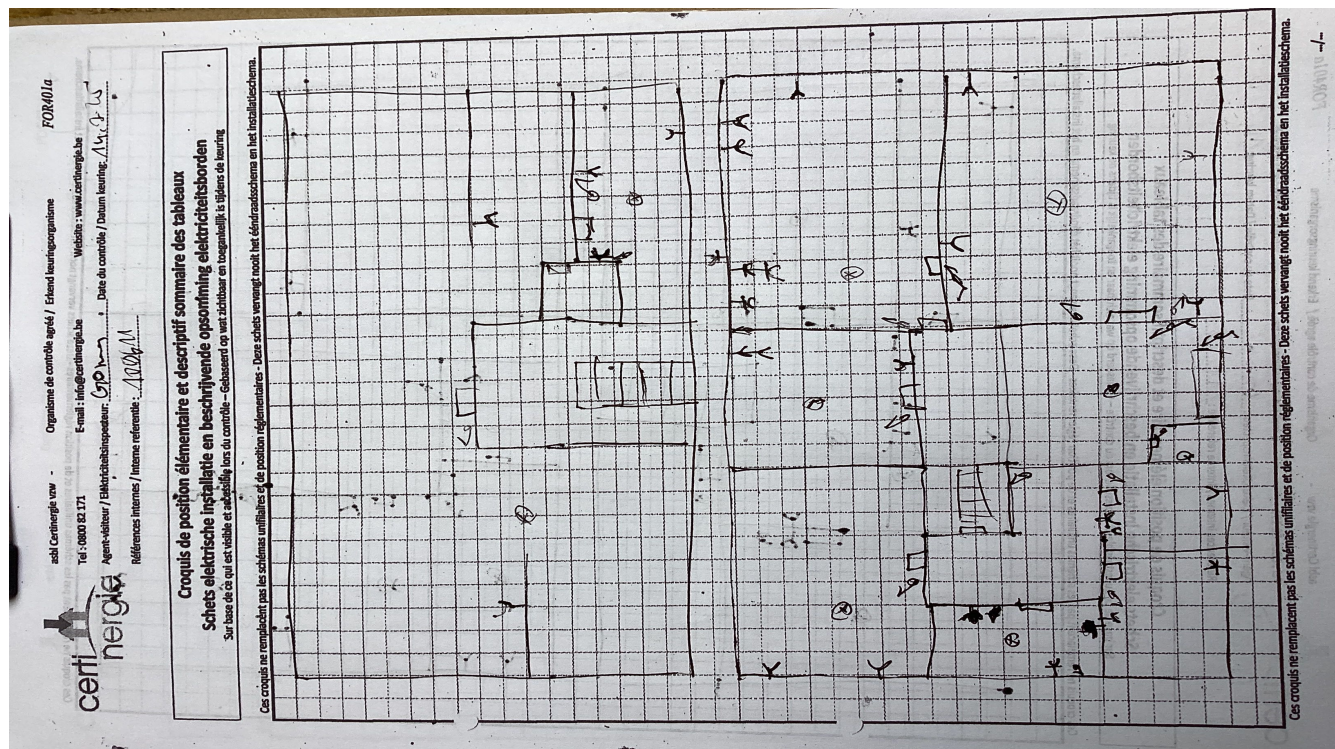 certi
nergie
asbl Certinergie vzw - Organisme de contrôle agréé / Erkend keuringsorganisme FOR401a
Tel : 0800 82 171 E-mail : info@certinergie.be Website : www.certinergie.be
Agent-visiteur / Elektriciteitsinspecteur: Date du contrôle / Datum keuring:
Références internes / Interne referentie :
Croquis de position élémentaire et descriptif sommaire des tableaux
Schets elektrische installatie en beschrijvende opsomming elektriciteitsborden
Sur base de ce qui est visible et accessible lors du contrôle – Gebaseerd op wat zichtbaar en toegankelijk is tijdens de keuring
Ces croquis ne remplacent pas les schémas unifilaires et de position réglementaires - Deze schets vervangt nooit het ééndraadsschema en het installatieschema.
Ces croquis ne remplacent pas les schémas unifilaires et de position réglementaires - Deze schets vervangt nooit het ééndraadsschema en het installatieschema.
-/-